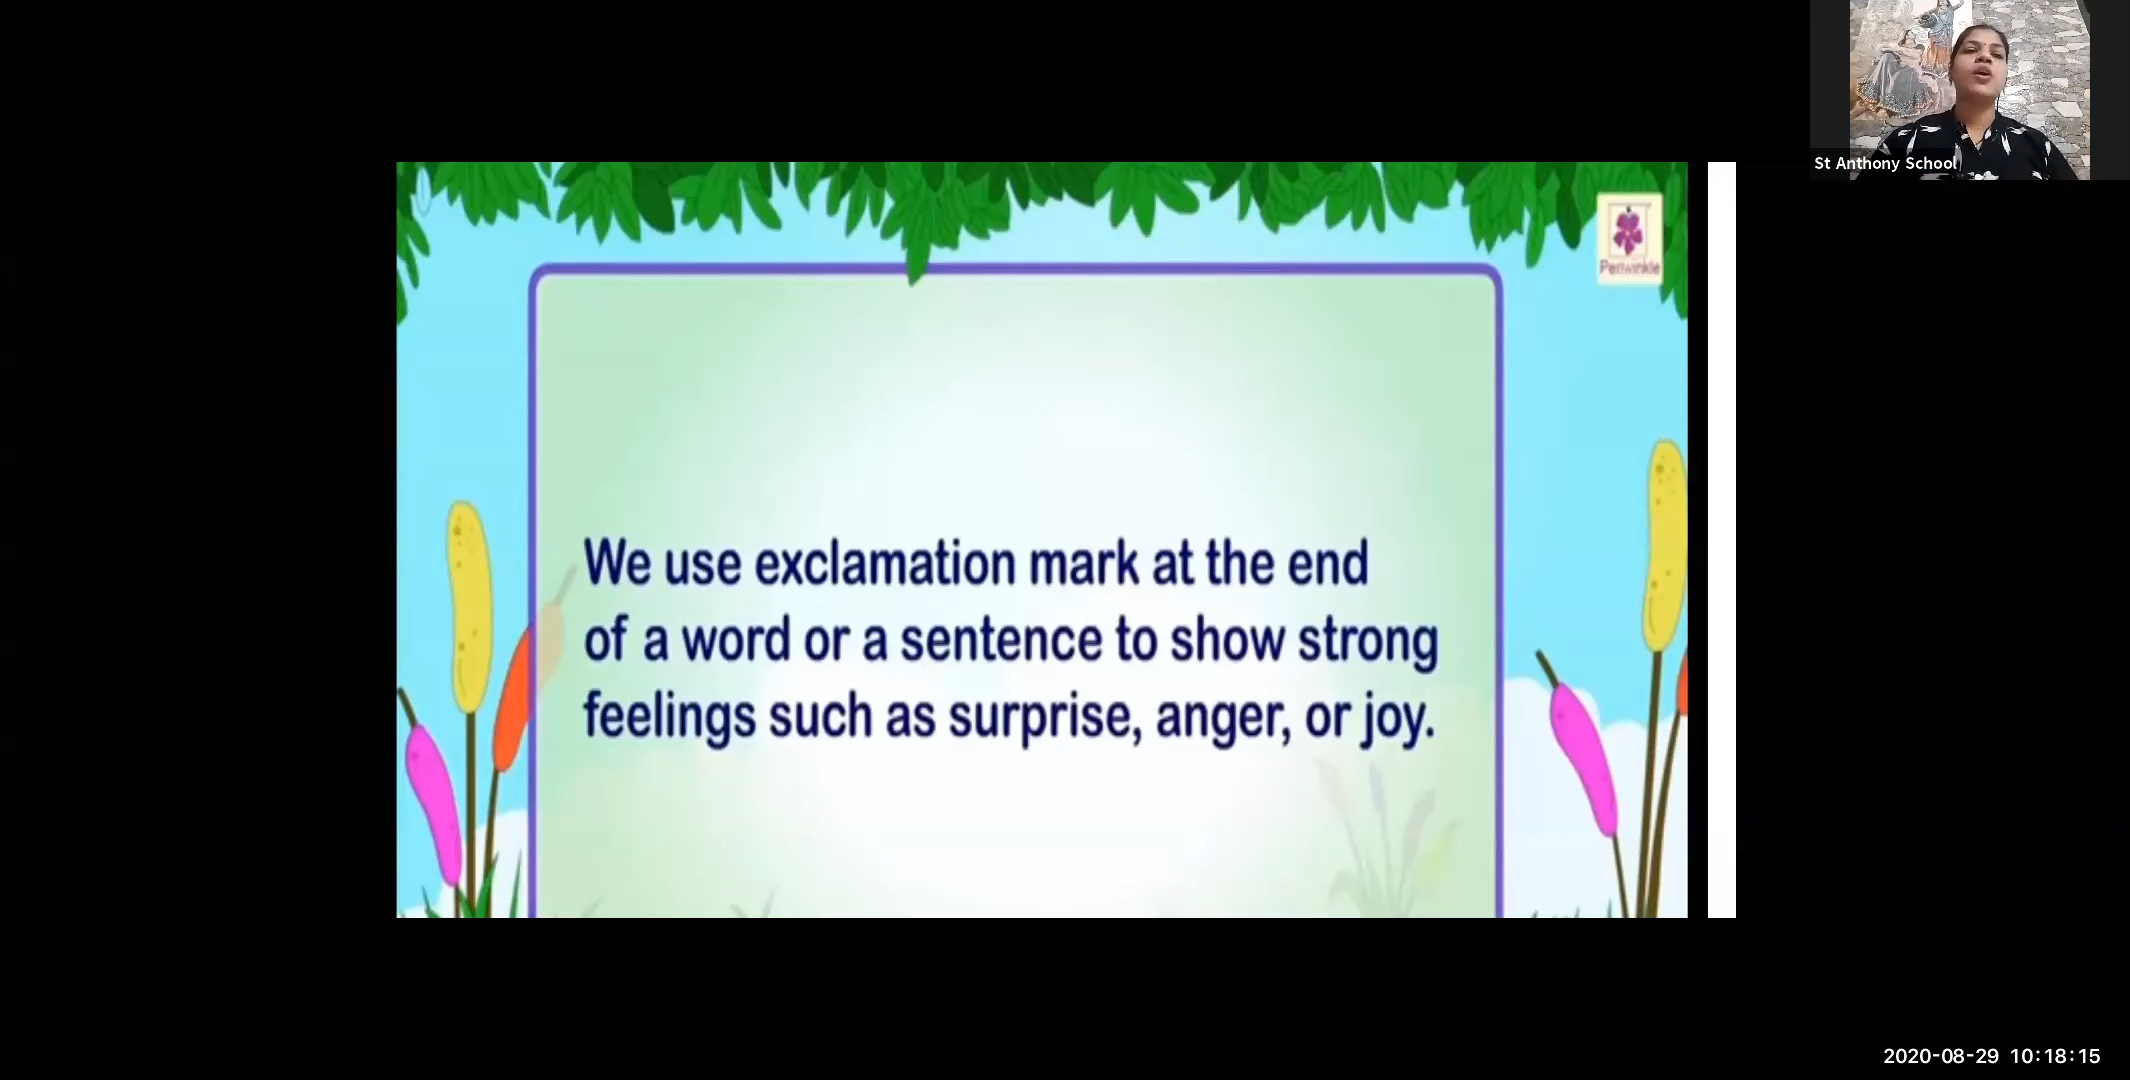 St Anthony School
Periwinkle
We use exclamation mark at the end
of a word or a sentence to show strong
feelings such as surprise, anger, or joy.
2020-08-29 10:18:15